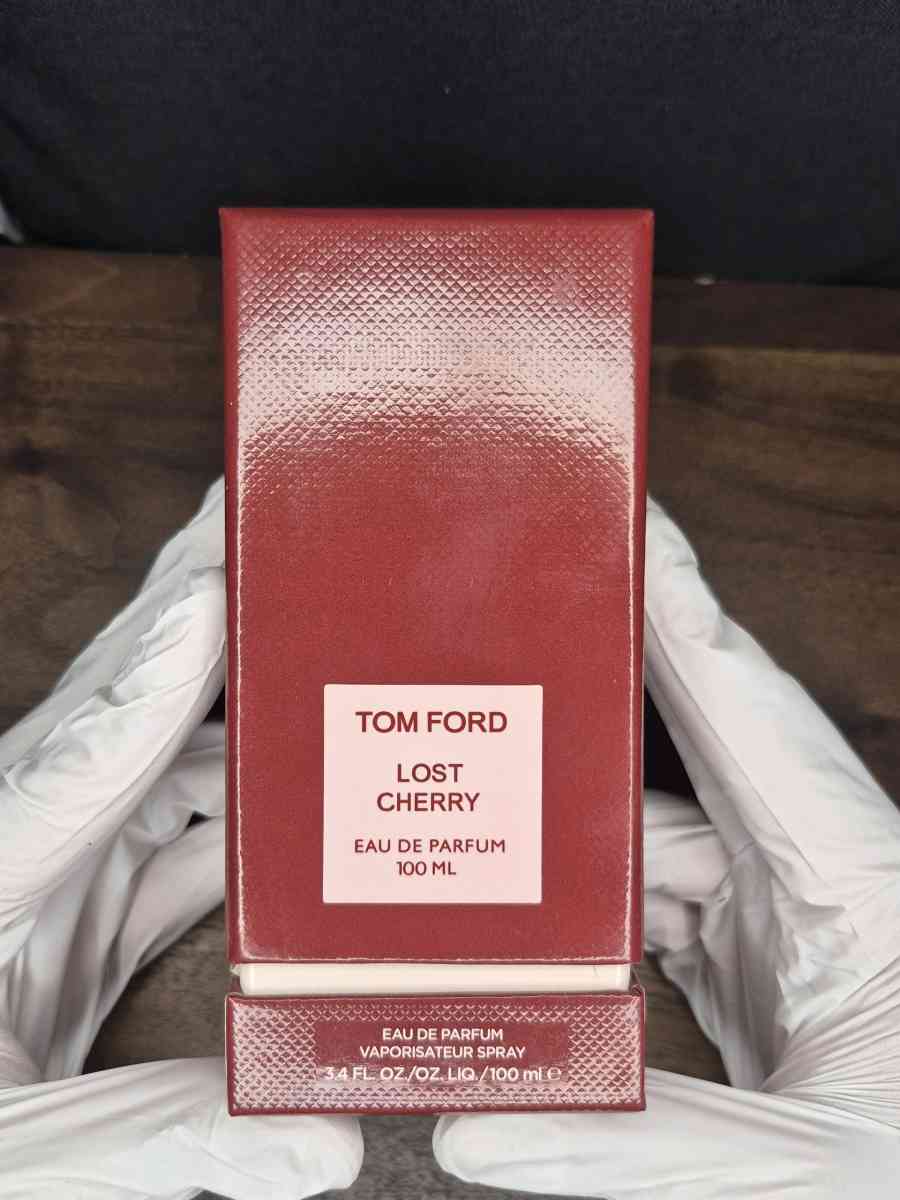 TOM FORD
LOST
CHERRY
EAU DE PARFUM
100 ML
EAU DE PARFUM
VAPORISATEUR SPRAY
3.4 FL. OZ./OZ. LIQ./100 ml ℮